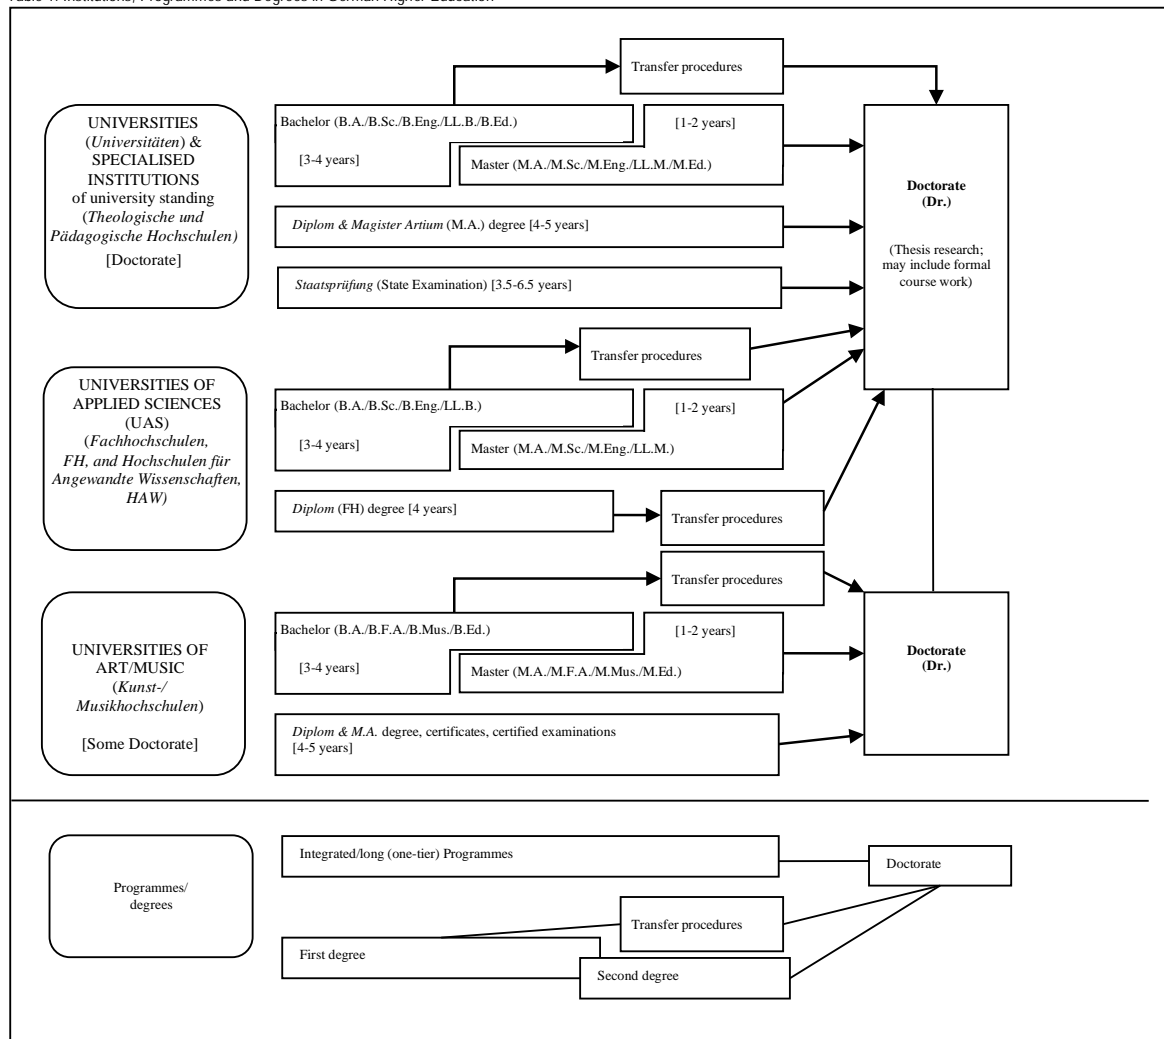 Table 1: Institutions, Programmes and Degrees in German Higher Education
Transfer procedures
UNIVERSITIES
(Universitäten) &
SPECIALISED
INSTITUTIONS
of university standing
(Theologische und
Pädagogische Hochschulen)
[Doctorate]
Bachelor (B.A./B.Sc./B.Eng./LL.B./B.Ed.)
[3-4 years]
[1-2 years]
Master (M.A./M.Sc./M.Eng./LL.M./M.Ed.)
Diplom & Magister Artium (M.A.) degree [4-5 years]
Staatsprüfung (State Examination) [3.5-6.5 years]
Doctorate
(Dr.)
(Thesis research;
may include formal
course work)
Transfer procedures
UNIVERSITIES OF
APPLIED SCIENCES
(UAS)
(Fachhochschulen,
FH, and Hochschulen für
Angewandte Wissenschaften,
HAW)
Bachelor (B.A./B.Sc./B.Eng./LL.B.)
[3-4 years]
[1-2 years]
Master (M.A./M.Sc./M.Eng./LL.M.)
Diplom (FH) degree [4 years]
Transfer procedures
Transfer procedures
UNIVERSITIES OF
ART/MUSIC
(Kunst-/
Musikhochschulen)
[Some Doctorate]
Bachelor (B.A./B.F.A./B.Mus./B.Ed.)
[3-4 years]
[1-2 years]
Master (M.A./M.F.A./M.Mus./M.Ed.)
Diplom & M.A. degree, certificates, certified examinations
[4-5 years]
Doctorate
(Dr.)
Programmes/
degrees
Integrated/long (one-tier) Programmes
Doctorate
Transfer procedures
First degree
Second degree